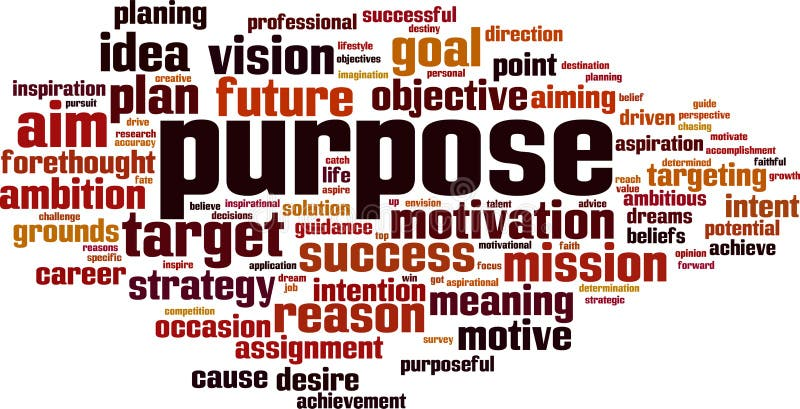 planing
professional
successful
destiny
direction
idea
vision
lifestyle
objectives
goal
point
destination
planning
creative
imagination
personal
inspiration
pursuit
plan
future
objective
aiming
belief
guide
perspective
chasing
aim
drive
research
accuracy
purpose
driven
motivate
aspiration
accomplishment
forethought
catch
life
aspire
determined
faithful
targeting
growth
reach
value
ambition
fate
believe
inspirational
decisions
solution
up
envision
talent
advice
ambitious
intent
challenge
grounds
target
guidance
top
motivation
dreams
beliefs
potential
achieve
reasons
specific
success
motivational
faith
opinion
forward
career
inspire
application
focus
mission
strategy
dream
job
intention
win
got
aspirational
meaning
determination
strategic
competition
occasion
reason
motive
survey
assignment
purposeful
cause
desire
achievement